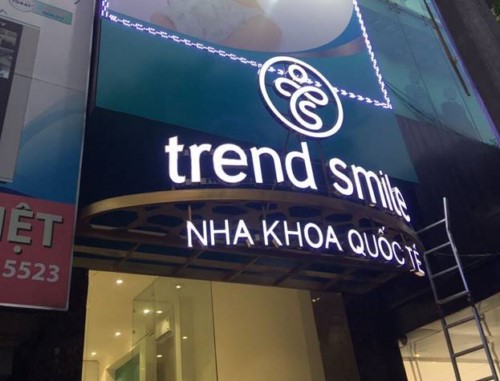 trend smile
NHA KHOA QUỐC TẾ
ỆT
5523